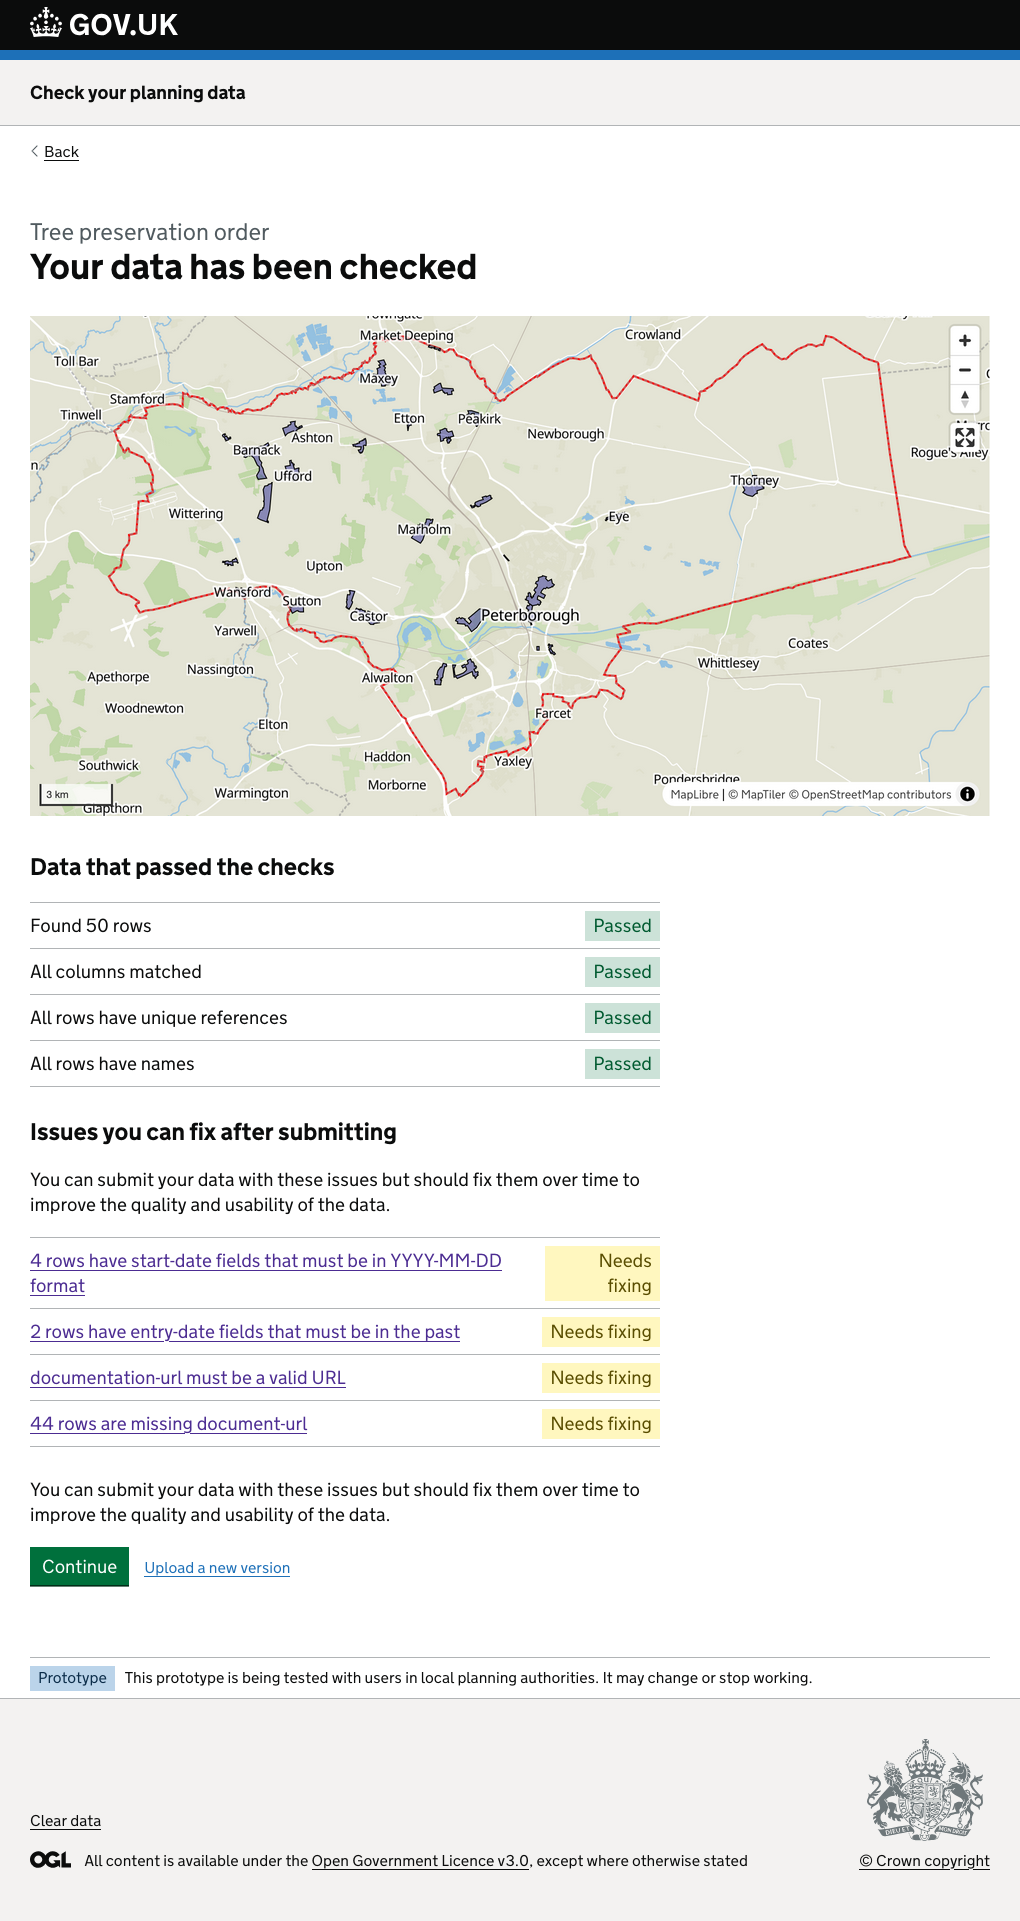 GOV.UK
Check your planning data
Back
Tree preservation order
Your data has been checked
Towngate
Market Deeping
Crowland
Toll Bar
Maxey
Stamford
Tinwell
Etton
Peakirk
Ashton
Newborough
Barnack
Rogue's Alley
Ufford
Thorney
Wittering
Eye
Marholm
Upton
Wansford
Sutton
Castor
Peterborough
Yarwell
Coates
Whittlesey
Nassington
Apethorpe
Alwalton
Woodnewton
Farcet
Elton
Haddon
Yaxley
Southwick
Morborne
Pondersbridge
Warmington
3 km
Glapthorn
MapLibre | © MapTiler © OpenStreetMap contributors
Data that passed the checks
Found 50 rows Passed
All columns matched Passed
All rows have unique references Passed
All rows have names Passed
Issues you can fix after submitting
You can submit your data with these issues but should fix them over time to
improve the quality and usability of the data.
4 rows have start-date fields that must be in YYYY-MM-DD Needs
format fixing
2 rows have entry-date fields that must be in the past Needs fixing
documentation-url must be a valid URL Needs fixing
44 rows are missing document-url Needs fixing
You can submit your data with these issues but should fix them over time to
improve the quality and usability of the data.
Continue Upload a new version
Prototype This prototype is being tested with users in local planning authorities. It may change or stop working.
DIEU ET MON DROIT
Clear data
OGL All content is available under the Open Government Licence v3.0, except where otherwise stated © Crown copyright